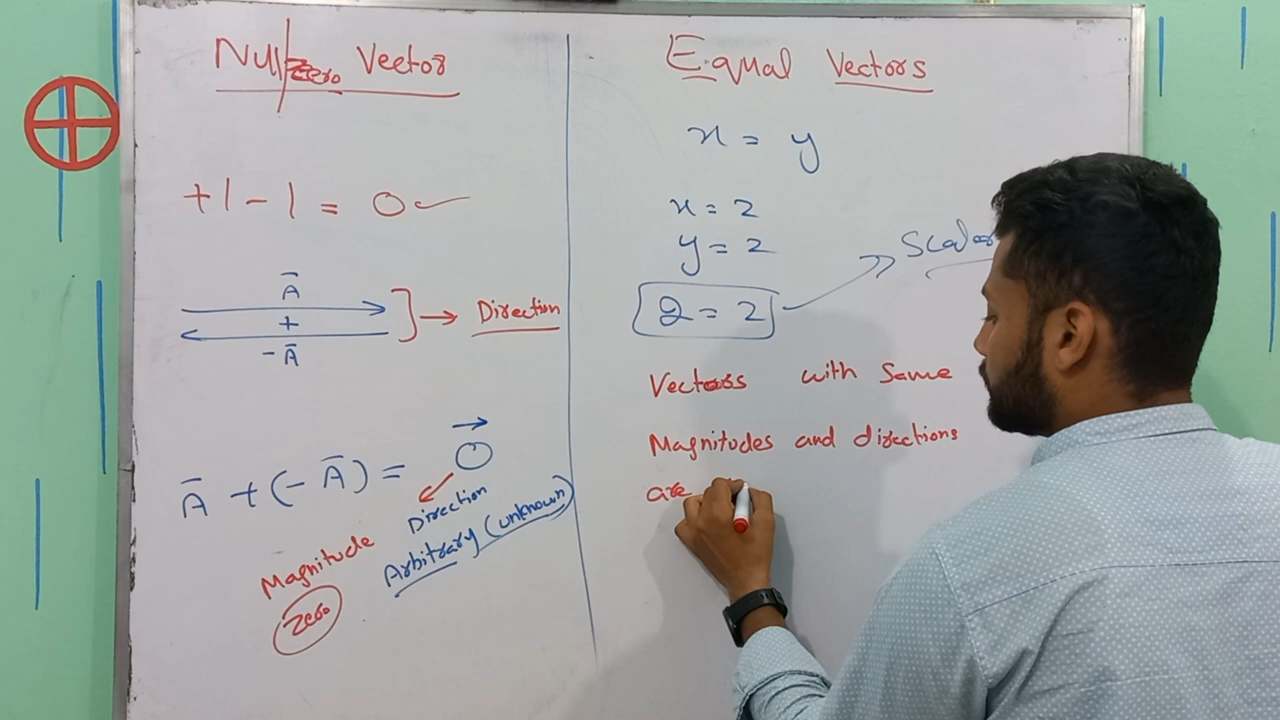 Null/Zero Vector
+1 - 1 = 0
A̅
+
- A̅
Direction
A̅ + (- A̅) = 0⃗
Direction
Arbitrary (unknown)
Magnitude
Zero
Equal Vectors
x = y
x = 2
y = 2
2 = 2
Scalar
Vectors with Same
Magnitudes and directions
are